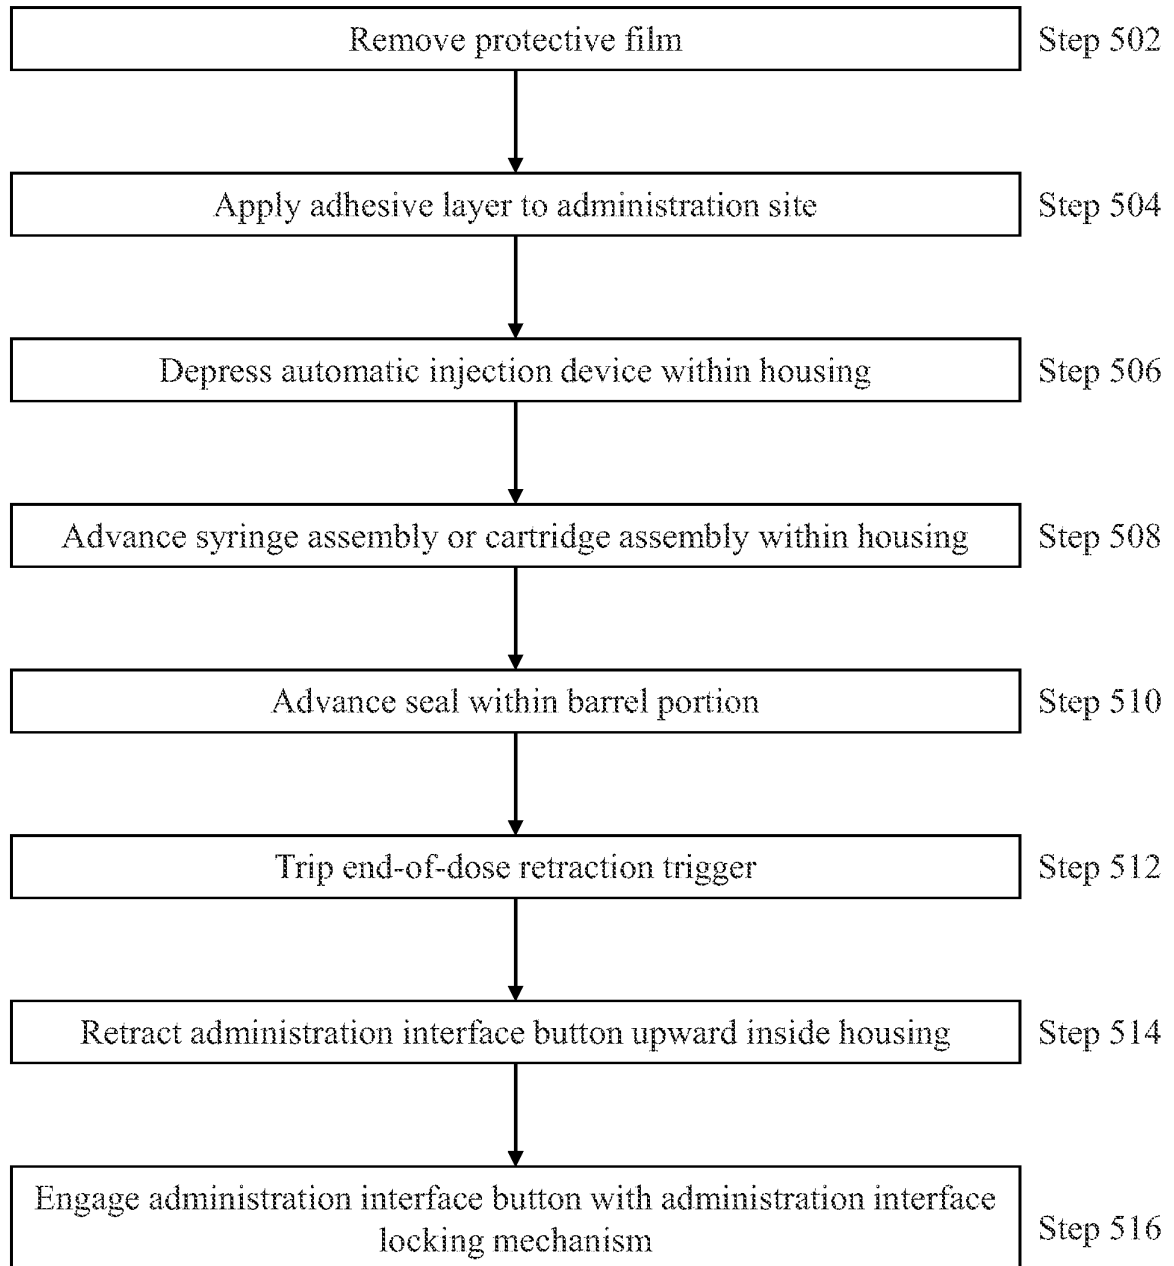 Remove protective film Step 502
Apply adhesive layer to administration site Step 504
Depress automatic injection device within housing Step 506
Advance syringe assembly or cartridge assembly within housing Step 508
Advance seal within barrel portion Step 510
Trip end-of-dose retraction trigger Step 512
Retract administration interface button upward inside housing Step 514
Engage administration interface button with administration interface
locking mechanism Step 516